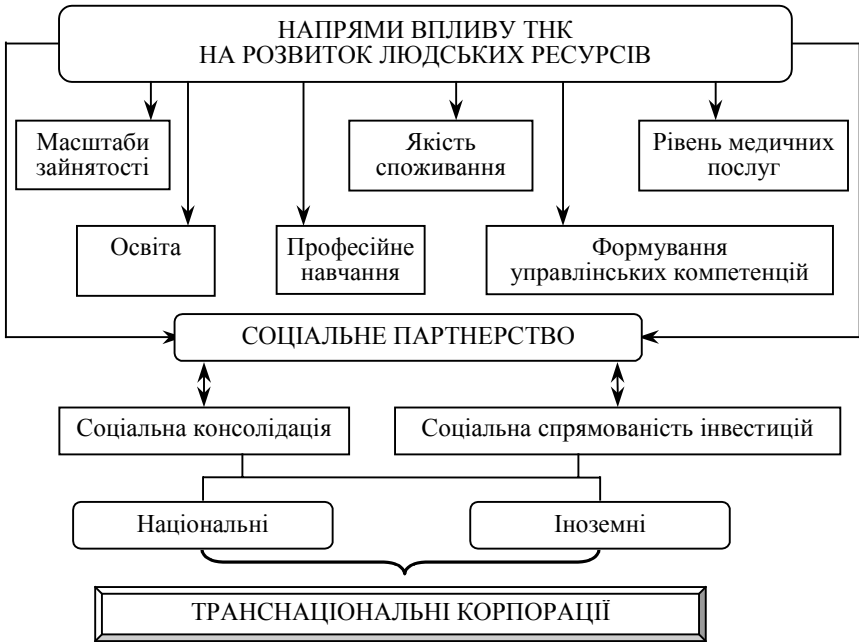 НАПРЯМИ ВПЛИВУ ТНК
НА РОЗВИТОК ЛЮДСЬКИХ РЕСУРСІВ
Масштаби
зайнятості
Якість
споживання
Рівень медичних
послуг
Освіта
Професійне
навчання
Формування
управлінських компетенцій
СОЦІАЛЬНЕ ПАРТНЕРСТВО
Соціальна консолідація
Соціальна спрямованість інвестицій
Національні
Іноземні
ТРАНСНАЦІОНАЛЬНІ КОРПОРАЦІЇ